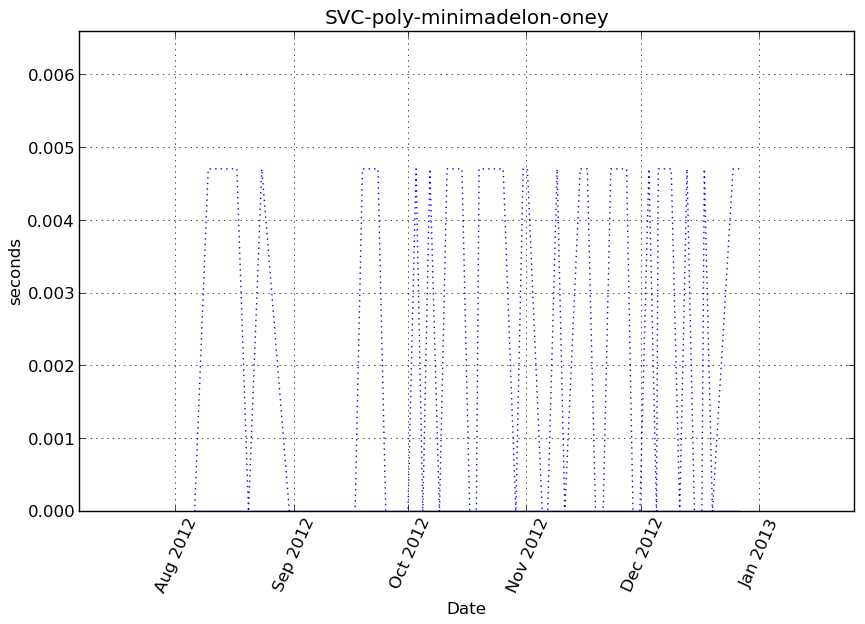 SVC-poly-minimadelon-oney
0.006
0.005
0.004
0.003
0.002
0.001
0.000
seconds
Aug 2012
Sep 2012
Oct 2012
Nov 2012
Dec 2012
Jan 2013
Date